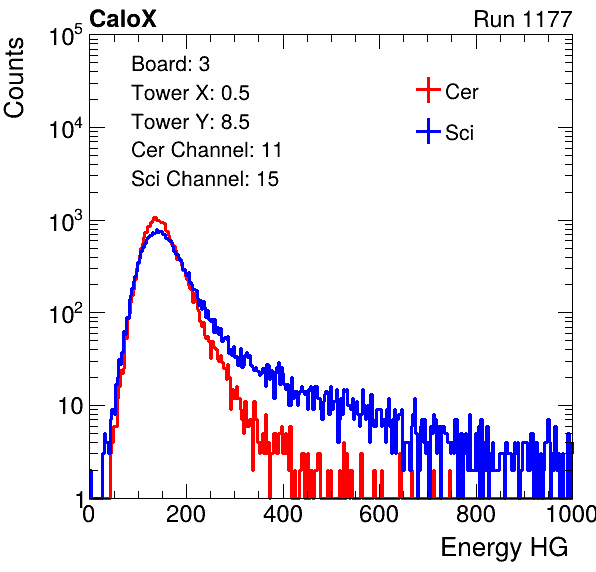 CaloX Run 1177
Counts
10^5
10^4
10^3
10^2
10
1
Board: 3
Tower X: 0.5
Tower Y: 8.5
Cer Channel: 11
Sci Channel: 15
Cer
Sci
0 200 400 600 800 1000
Energy HG